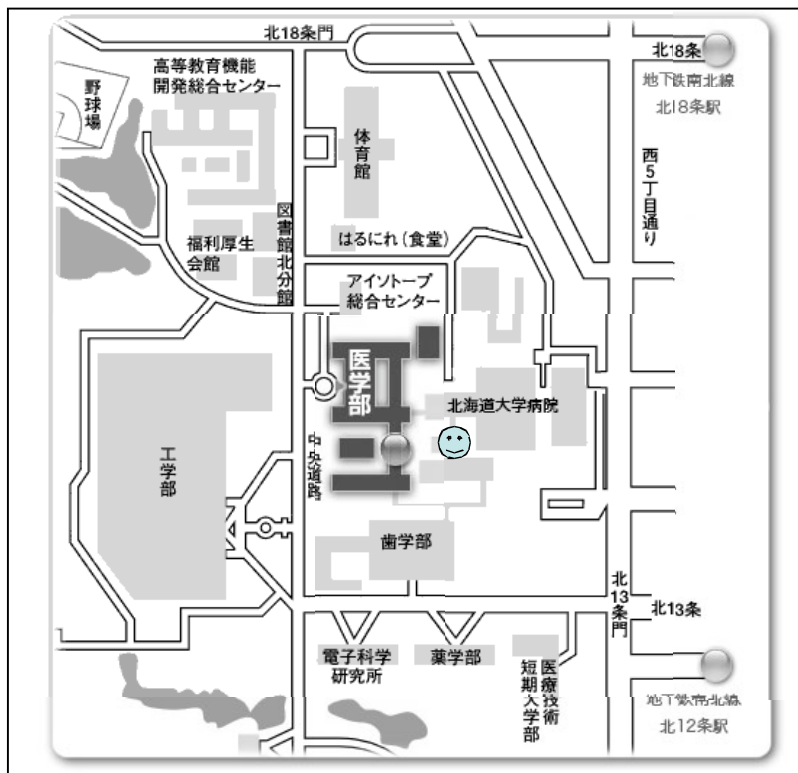 北18条門
北18条
地下鉄南北線
北18条駅
高等教育機能
開発総合センター
野球場
体育館
西5丁目通り
図書館北分館
福利厚生
会館
はるにれ（食堂）
アイソトープ
総合センター
医学部
北海道大学病院
中央道路
工学部
歯学部
北13条門
北13条
電子科学
研究所
薬学部
医療技術
短期大学部
地下鉄南北線
北12条駅